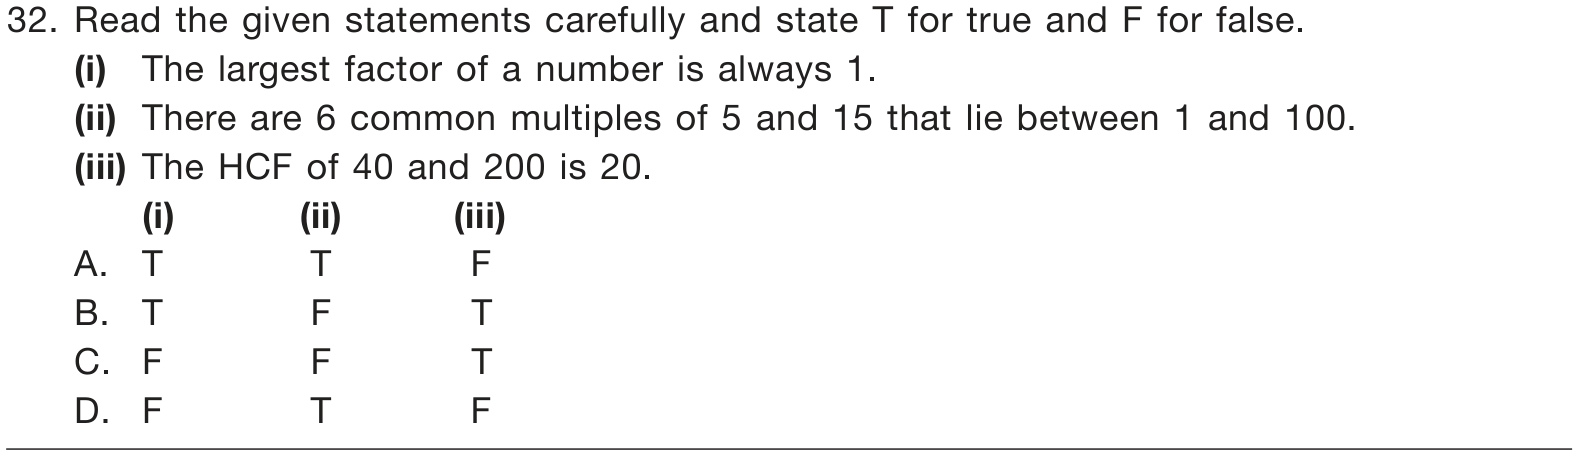 32. Read the given statements carefully and state T for true and F for false.
(i) The largest factor of a number is always 1.
(ii) There are 6 common multiples of 5 and 15 that lie between 1 and 100.
(iii) The HCF of 40 and 200 is 20.
(i) (ii) (iii)
A. T T F
B. T F T
C. F F T
D. F T F